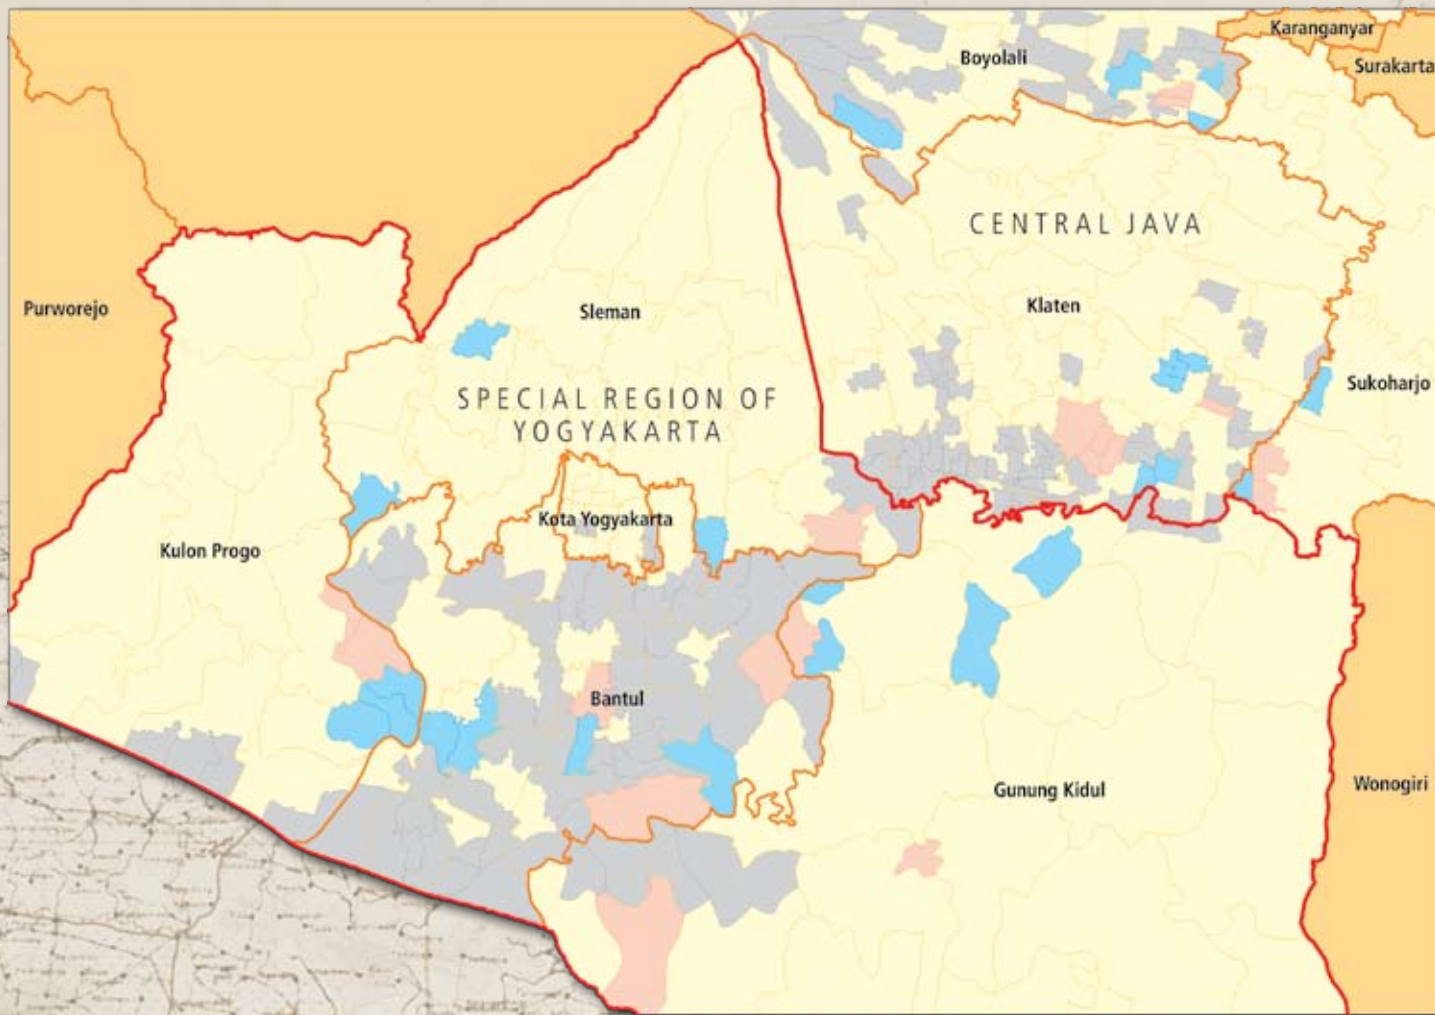 Karanganyar
Boyolali
Surakarta
CENTRAL JAVA
Purworejo
Sleman
Klaten
Sukoharjo
SPECIAL REGION OF
YOGYAKARTA
Kota Yogyakarta
Kulon Progo
Bantul
Gunung Kidul
Wonogiri